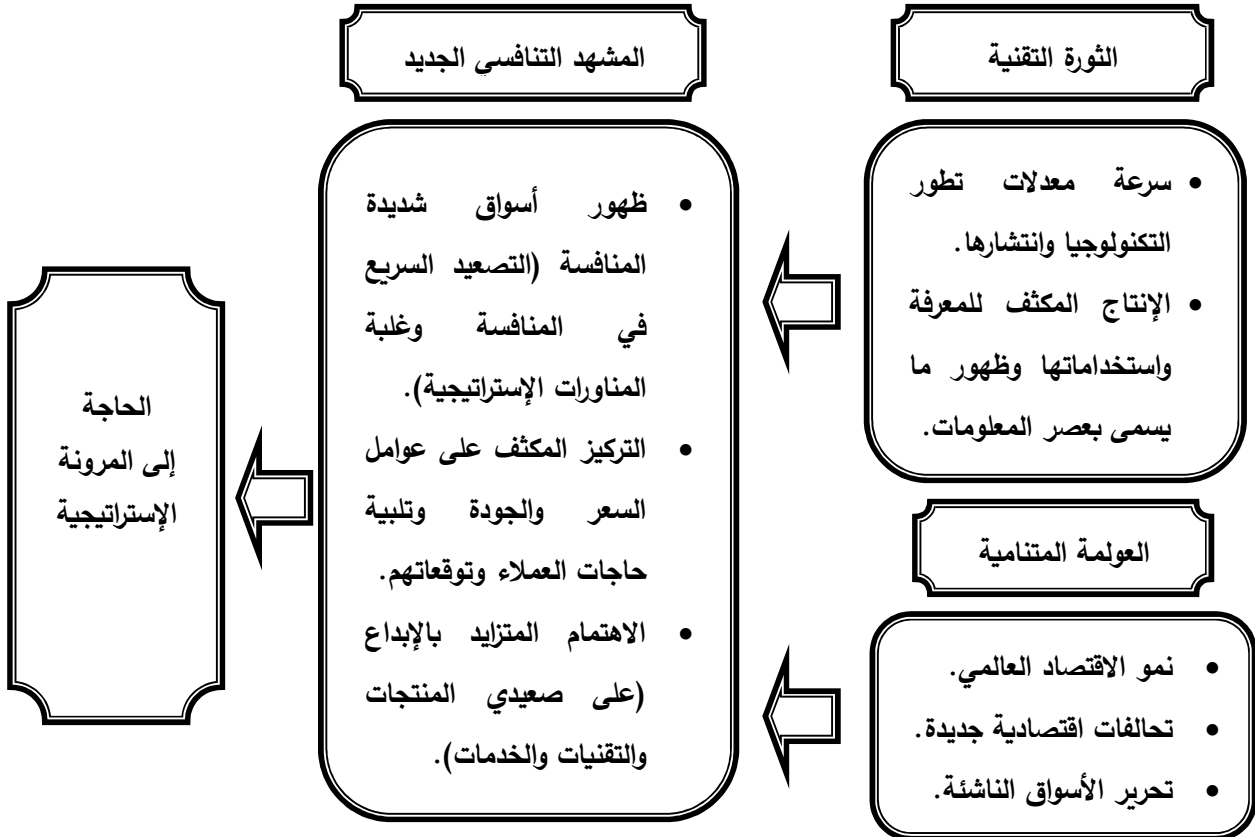 الثورة التقنية
• سرعة معدلات تطور
التكنولوجيا وانتشارها.
• الإنتاج المكثف للمعرفة
واستخداماتها وظهور ما
يسمى بعصر المعلومات.
العولمة المتنامية
• نمو الاقتصاد العالمي.
• تحالفات اقتصادية جديدة.
• تحرير الأسواق الناشئة.
المشهد التنافسي الجديد
• ظهور أسواق شديدة
المنافسة (التصعيد السريع
في المنافسة وغلبة
المناورات الإستراتيجية).
• التركيز المكثف على عوامل
السعر والجودة وتلبية
حاجات العملاء وتوقعاتهم.
• الاهتمام المتزايد بالإبداع
(على صعيدي المنتجات
والتقنيات والخدمات).
الحاجة
إلى المرونة
الإستراتيجية